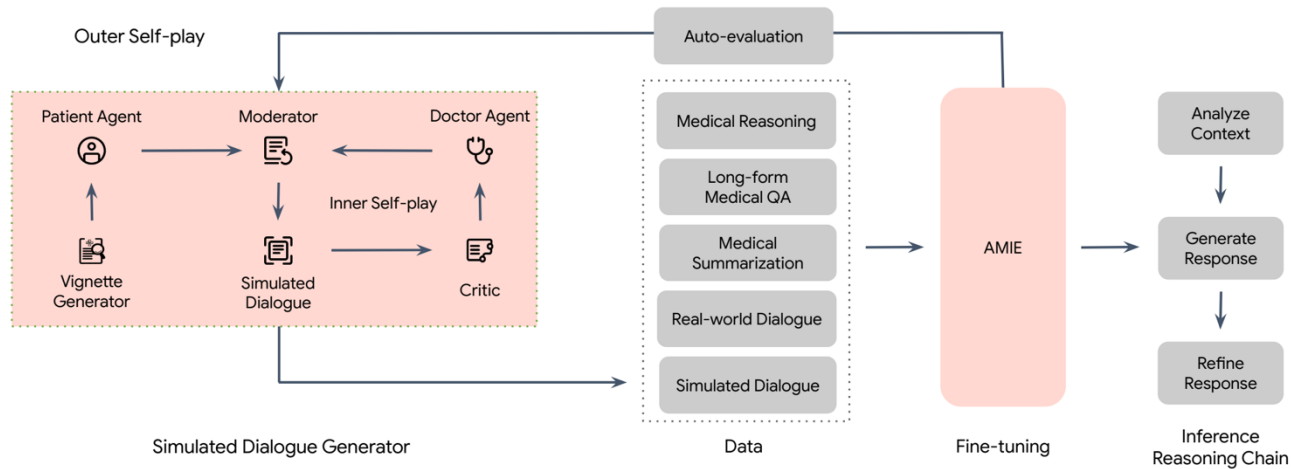 Outer Self-play
Auto-evaluation
Patient Agent
Moderator
Doctor Agent
Inner Self-play
Vignette
Generator
Simulated
Dialogue
Critic
Medical Reasoning
Long-form
Medical QA
Medical
Summarization
Real-world Dialogue
Simulated Dialogue
AMIE
Analyze
Context
Generate
Response
Refine
Response
Simulated Dialogue Generator
Data
Fine-tuning
Inference
Reasoning Chain